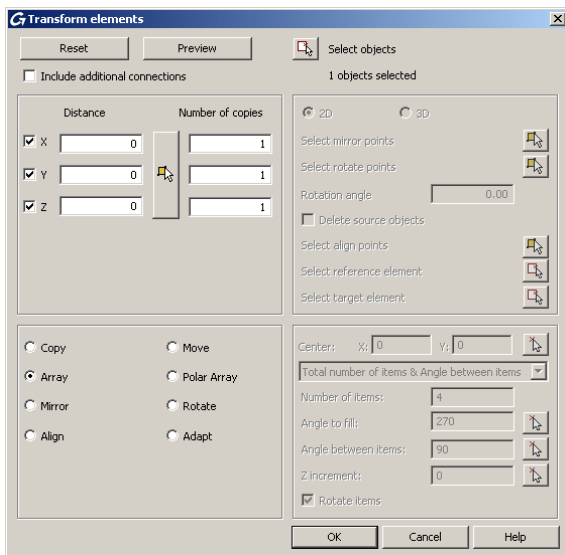 Transform elements
Reset Preview Select objects
Include additional connections 1 objects selected
Distance Number of copies
X 0 1
Y 0 1
Z 0 1
2D 3D
Select mirror points
Select rotate points
Rotation angle 0.00
Delete source objects
Select align points
Select reference element
Select target element
Copy Move
Array Polar Array
Mirror Rotate
Align Adapt
Center: X: 0 Y: 0
Total number of items & Angle between items
Number of items: 4
Angle to fill: 270
Angle between items: 90
Z increment: 0
Rotate items
OK Cancel Help